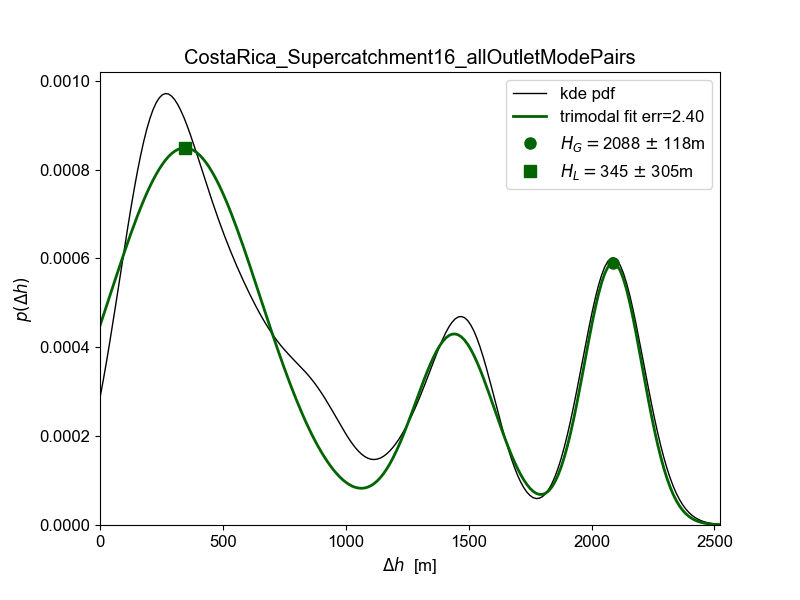 CostaRica_Supercatchment16_allOutletModePairs
0.0010
0.0008
0.0006
0.0004
0.0002
0.0000
p(Δh)
kde pdf
trimodal fit err=2.40
H_G = 2088 ± 118m
H_L = 345 ± 305m
0 500 1000 1500 2000 2500
Δh [m]